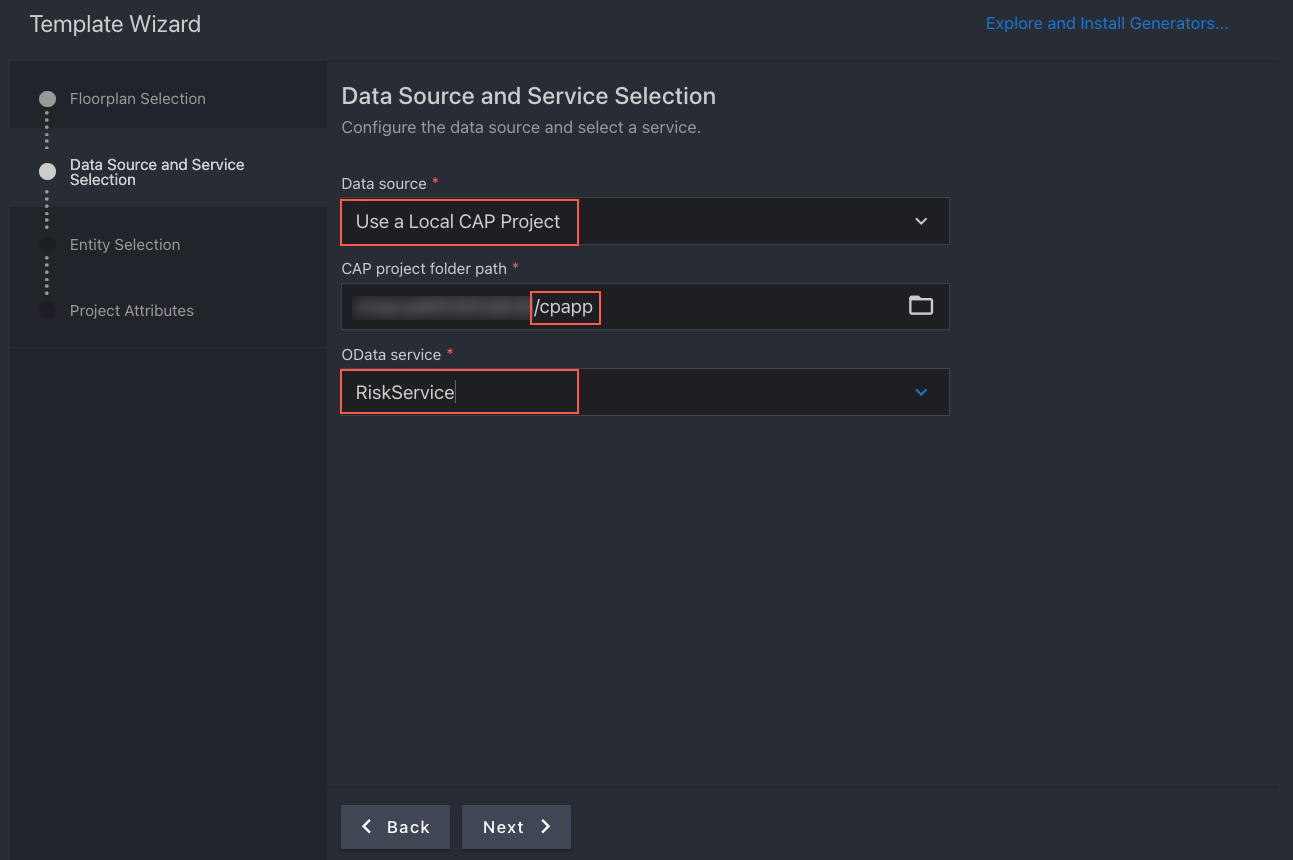 Template Wizard
Explore and Install Generators...
Floorplan Selection
Data Source and Service
Selection
Entity Selection
Project Attributes
Data Source and Service Selection
Configure the data source and select a service.
Data source *
Use a Local CAP Project
CAP project folder path *
/cpapp
OData service *
RiskService
Back
Next